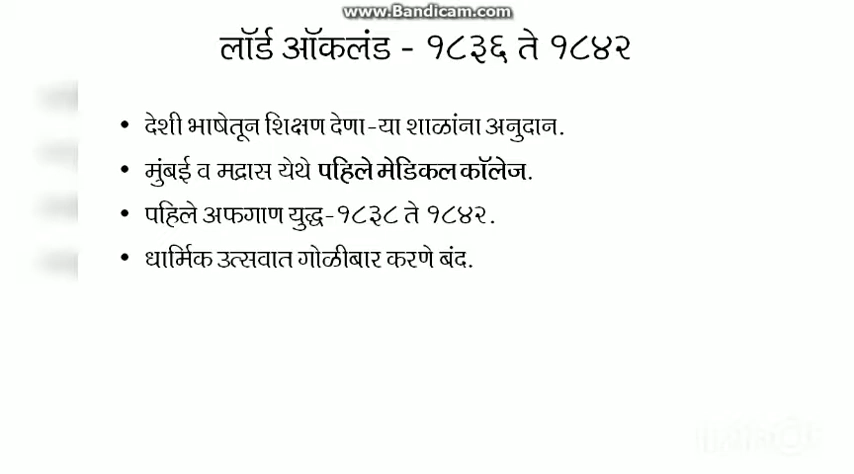 www.Bandicam.com
लॉर्ड ऑकलंड - १८३६ ते १८४२
• देशी भाषेतून शिक्षण देणा-या शाळांना अनुदान.
• मुंबई व मद्रास येथे पहिले मेडिकल कॉलेज.
• पहिले अफगाण युद्ध-१८३८ ते १८४२.
• धार्मिक उत्सवात गोळीबार करणे बंद.